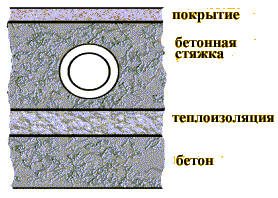 покрытие
бетонная
стяжка
теплоизоляция
бетон